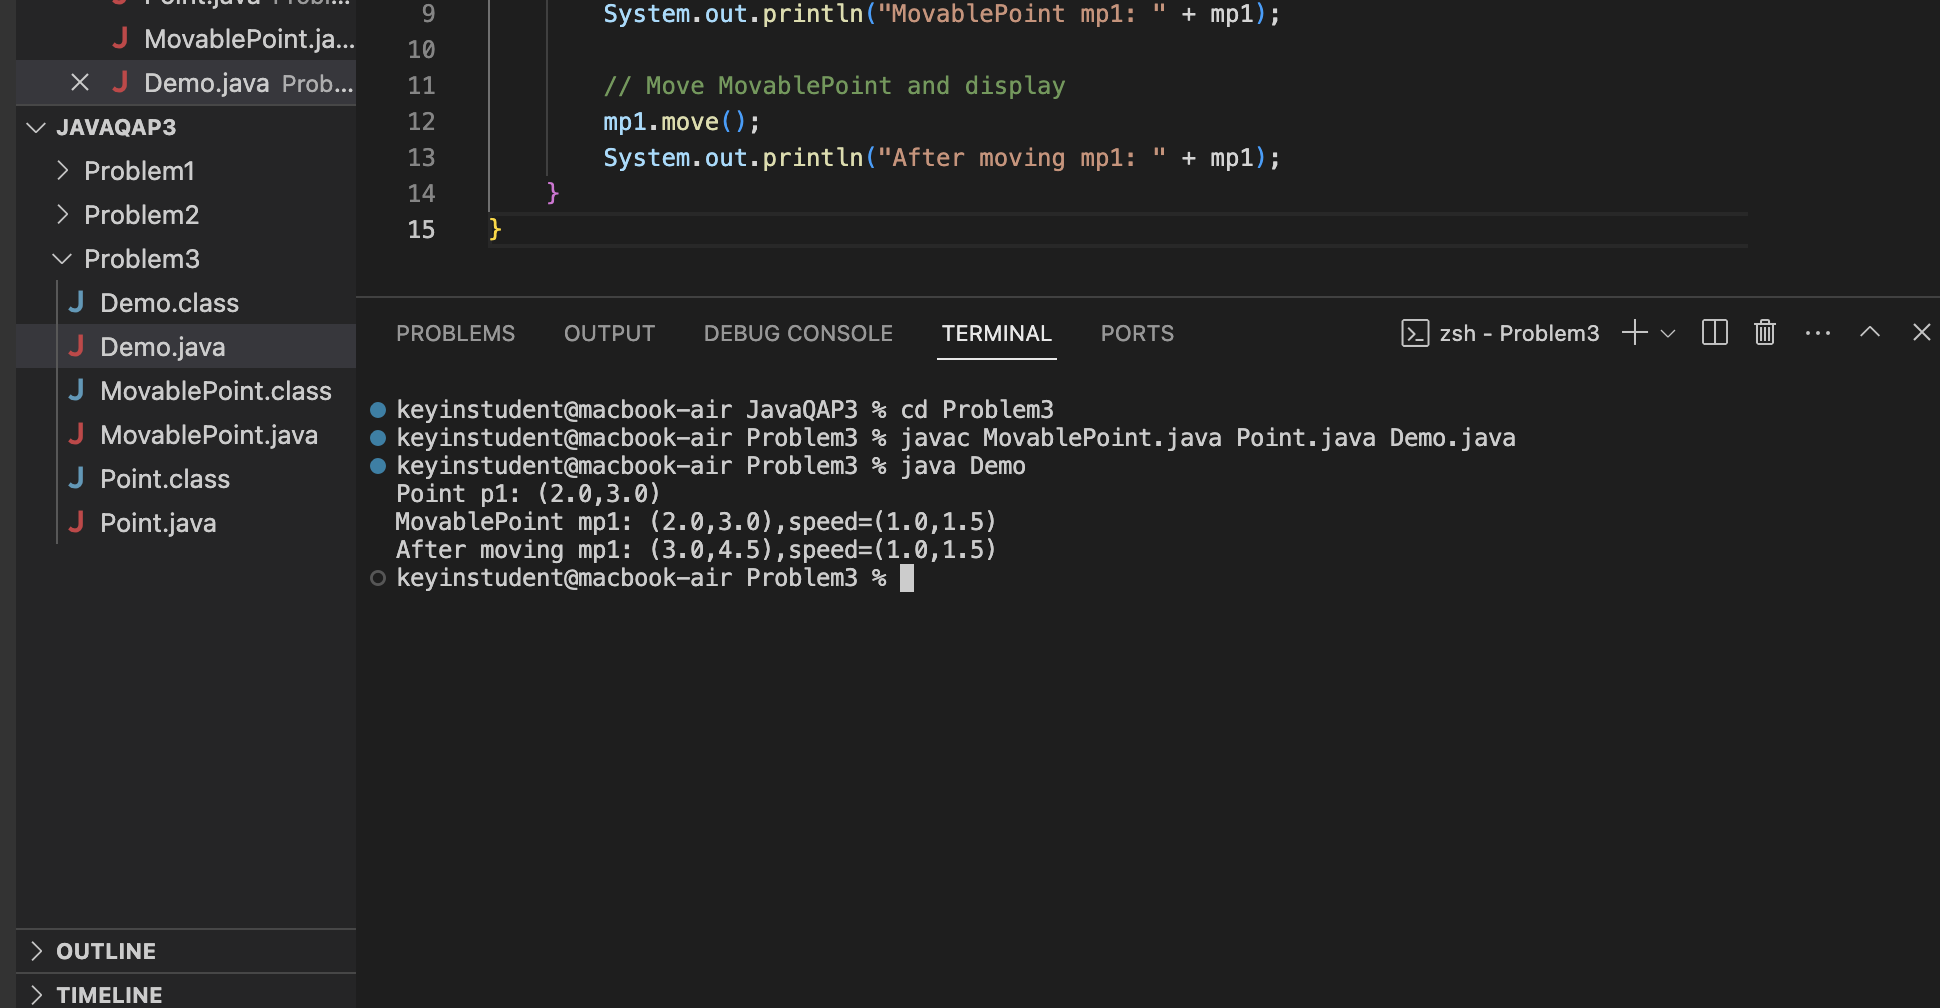 Point.java Probl...
MovablePoint.ja...
Demo.java Prob...
JAVAQAP3
Problem1
Problem2
Problem3
Demo.class
Demo.java
MovablePoint.class
MovablePoint.java
Point.class
Point.java
OUTLINE
TIMELINE
9 System.out.println("MovablePoint mp1: " + mp1);
10
11 // Move MovablePoint and display
12 mp1.move();
13 System.out.println("After moving mp1: " + mp1);
14 }
15 }
PROBLEMS OUTPUT DEBUG CONSOLE TERMINAL PORTS zsh - Problem3
keyinstudent@macbook-air JavaQAP3 % cd Problem3
keyinstudent@macbook-air Problem3 % javac MovablePoint.java Point.java Demo.java
keyinstudent@macbook-air Problem3 % java Demo
Point p1: (2.0,3.0)
MovablePoint mp1: (2.0,3.0),speed=(1.0,1.5)
After moving mp1: (3.0,4.5),speed=(1.0,1.5)
keyinstudent@macbook-air Problem3 %